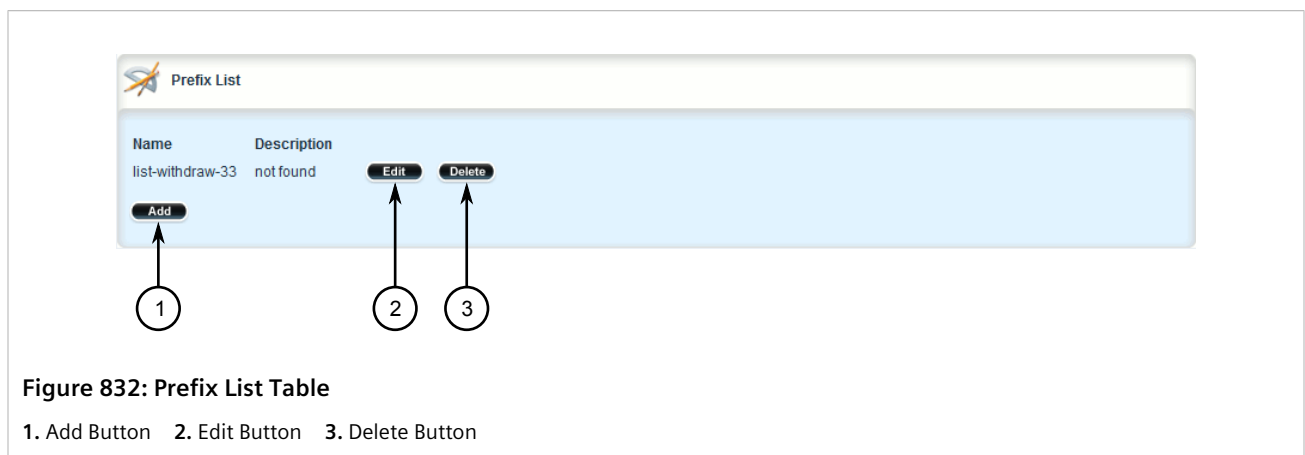 Prefix List
Name Description
list-withdraw-33 not found Edit Delete
Add
1 2 3
Figure 832: Prefix List Table
1. Add Button 2. Edit Button 3. Delete Button